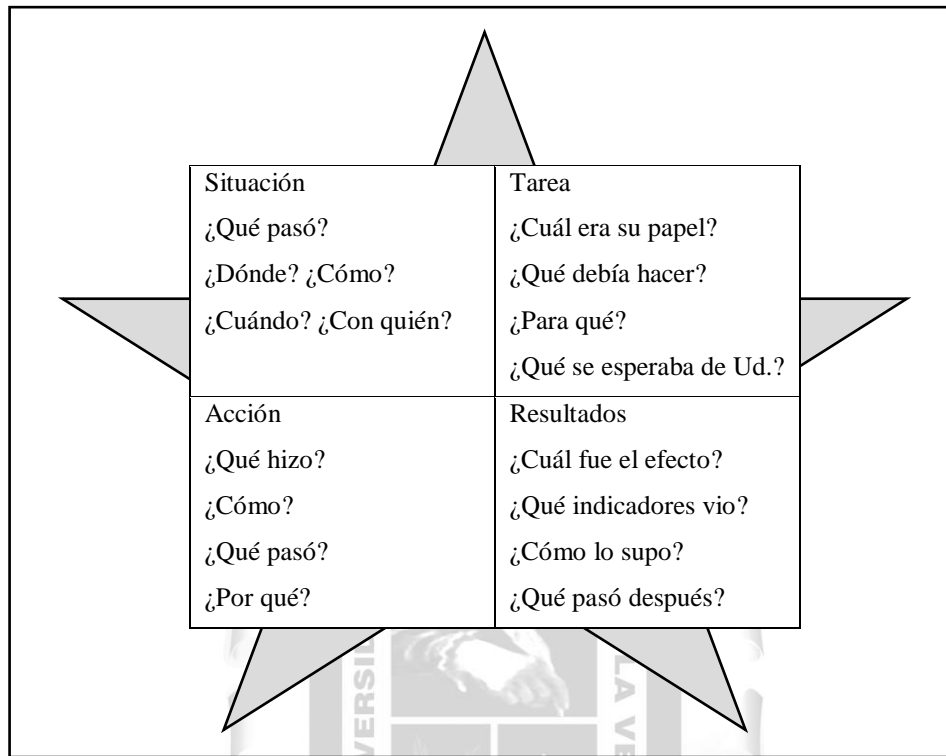 Situación
¿Qué pasó?
¿Dónde? ¿Cómo?
¿Cuándo? ¿Con quién?
Tarea
¿Cuál era su papel?
¿Qué debía hacer?
¿Para qué?
¿Qué se esperaba de Ud.?
Acción
¿Qué hizo?
¿Cómo?
¿Qué pasó?
¿Por qué?
Resultados
¿Cuál fue el efecto?
¿Qué indicadores vio?
¿Cómo lo supo?
¿Qué pasó después?